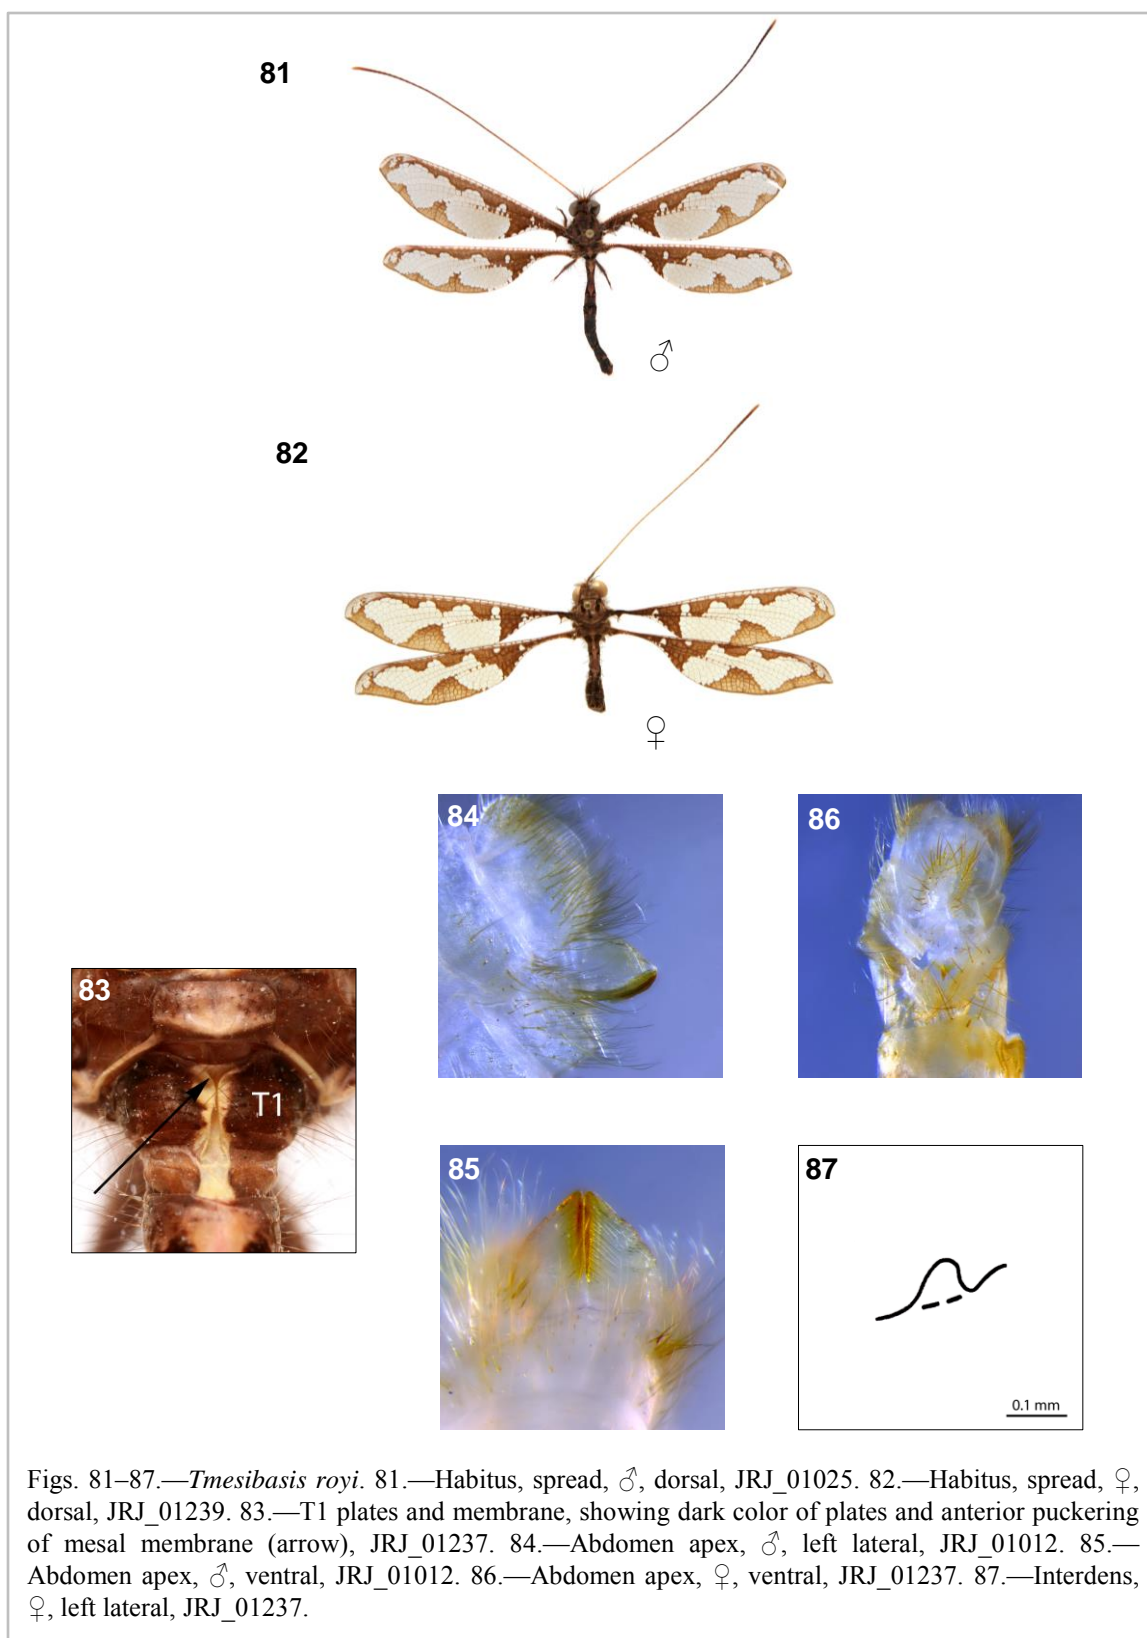 81
♂
82
♀
84
86
83
T1
85
87
0.1 mm
Figs. 81–87.—Tmesibasis royi. 81.—Habitus, spread, ♂, dorsal, JRJ_01025. 82.—Habitus, spread, ♀,
dorsal, JRJ_01239. 83.—T1 plates and membrane, showing dark color of plates and anterior puckering
of mesal membrane (arrow), JRJ_01237. 84.—Abdomen apex, ♂, left lateral, JRJ_01012. 85.—
Abdomen apex, ♂, ventral, JRJ_01012. 86.—Abdomen apex, ♀, ventral, JRJ_01237. 87.—Interdens,
♀, left lateral, JRJ_01237.